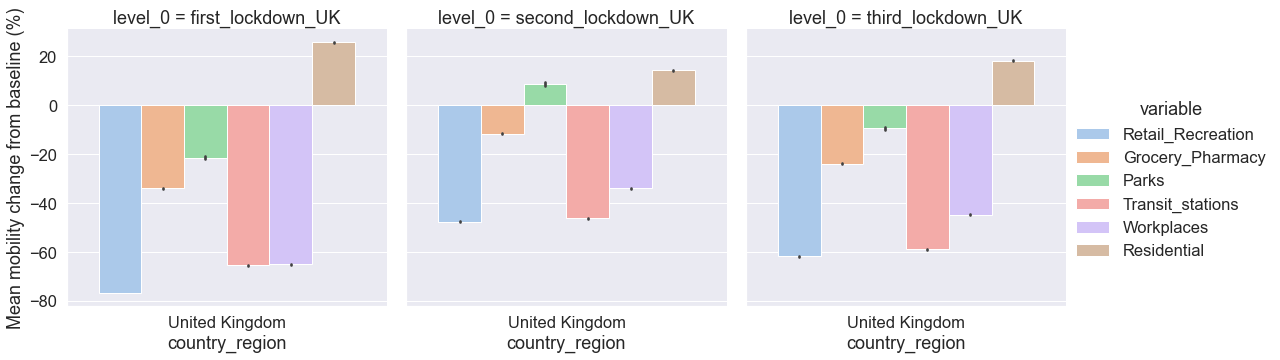 level_0 = first_lockdown_UK
level_0 = second_lockdown_UK
level_0 = third_lockdown_UK
Mean mobility change from baseline (%)
20
0
−20
−40
−60
−80
United Kingdom
United Kingdom
United Kingdom
country_region
country_region
country_region
variable
Retail_Recreation
Grocery_Pharmacy
Parks
Transit_stations
Workplaces
Residential